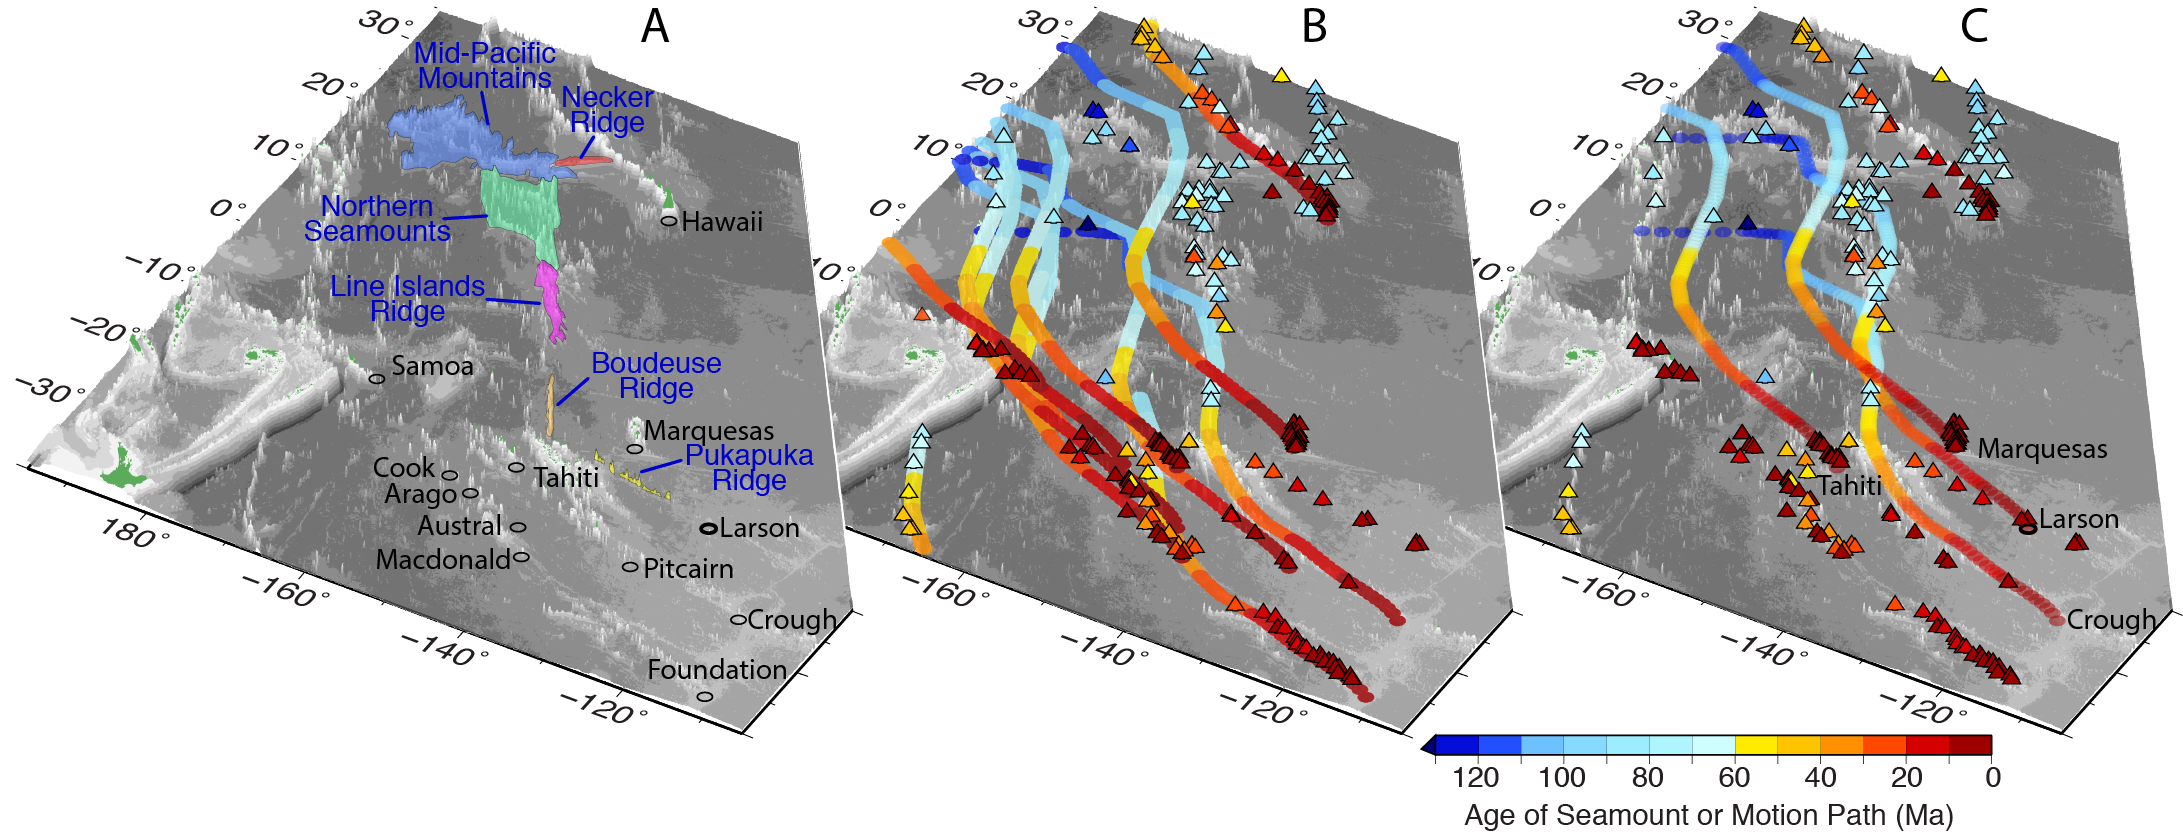 A
30°
20°
10°
0°
−10°
−20°
−30°
Mid-Pacific
Mountains
Necker
Ridge
Northern
Seamounts
Hawaii
Line Islands
Ridge
Samoa
Boudeuse
Ridge
Marquesas
Pukapuka
Ridge
Cook
Tahiti
Arago
Austral
Larson
Macdonald
Pitcairn
Crough
Foundation
180°
−160°
−140°
−120°
B
30°
20°
10°
0°
10°
−160°
−140°
−120°
C
30°
20°
10°
0°
10°
Marquesas
Tahiti
Larson
Crough
−160°
−140°
−120°
120 100 80 60 40 20 0
Age of Seamount or Motion Path (Ma)